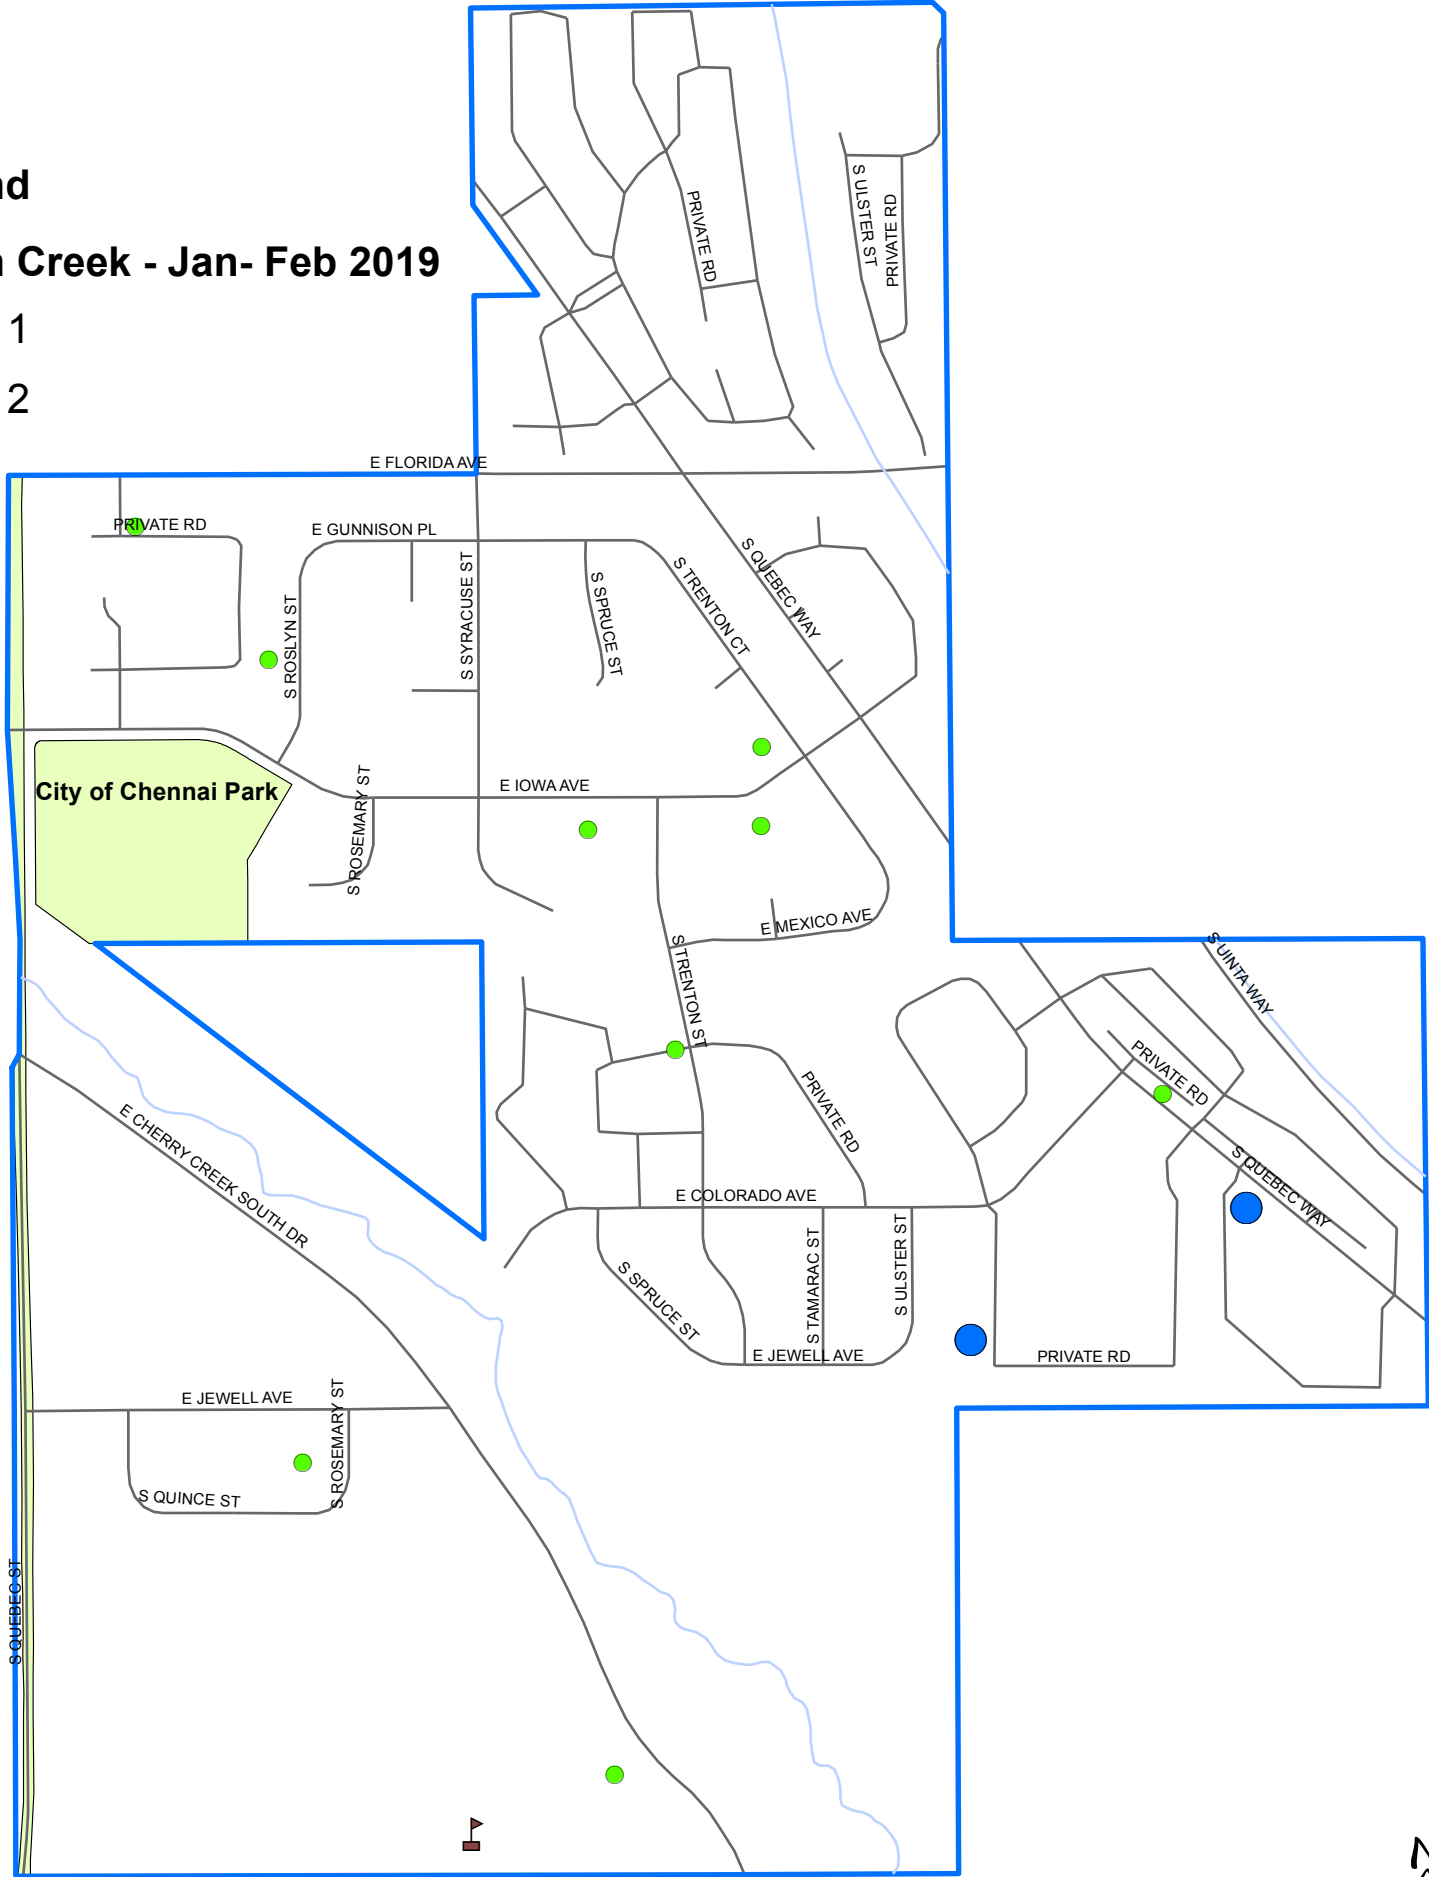 nd
n Creek - Jan- Feb 2019
1
2
PRIVATE RD
S ULSTER ST
PRIVATE RD
E FLORIDA AVE
PRIVATE RD
E GUNNISON PL
S ROSLYN ST
S SYRACUSE ST
S SPRUCE ST
S TRENTON CT
S QUEBEC WAY
City of Chennai Park
S ROSEMARY ST
E IOWA AVE
E MEXICO AVE
S TRENTON ST
S UINTA WAY
PRIVATE RD
PRIVATE RD
E CHERRY CREEK SOUTH DR
S QUEBEC WAY
E COLORADO AVE
S SPRUCE ST
S TAMARAC ST
S ULSTER ST
E JEWELL AVE
PRIVATE RD
E JEWELL AVE
S ROSEMARY ST
S QUINCE ST
S QUEBEC ST